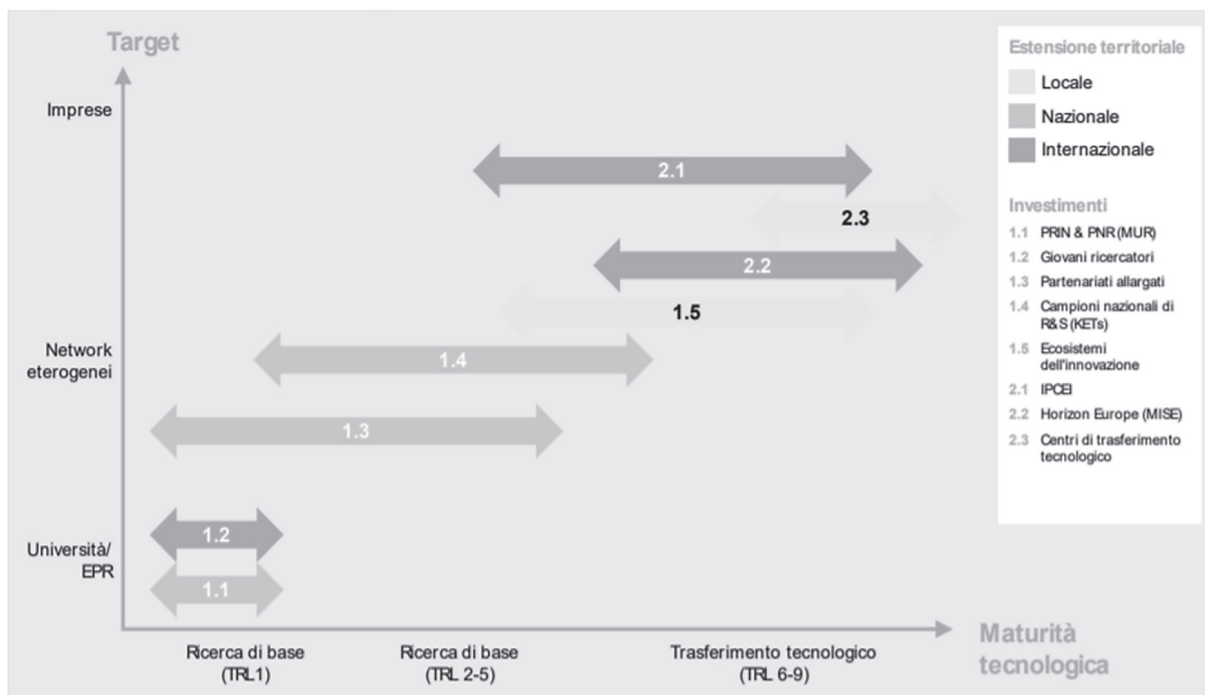 Target
Imprese
2.1
2.3
2.2
1.5
Network
eterogenei
1.4
1.3
1.2
Università/
EPR
1.1
Ricerca di base
(TRL1)
Ricerca di base
(TRL 2-5)
Trasferimento tecnologico
(TRL 6-9)
Maturità
tecnologica
Estensione territoriale
Locale
Nazionale
Internazionale
Investimenti
1.1 PRIN & PNR (MUR)
1.2 Giovani ricercatori
1.3 Partenariati allargati
1.4 Campioni nazionali di
R&S (KETs)
1.5 Ecosistemi
dell'innovazione
2.1 IPCEI
2.2 Horizon Europe (MISE)
2.3 Centri di trasferimento
tecnologico